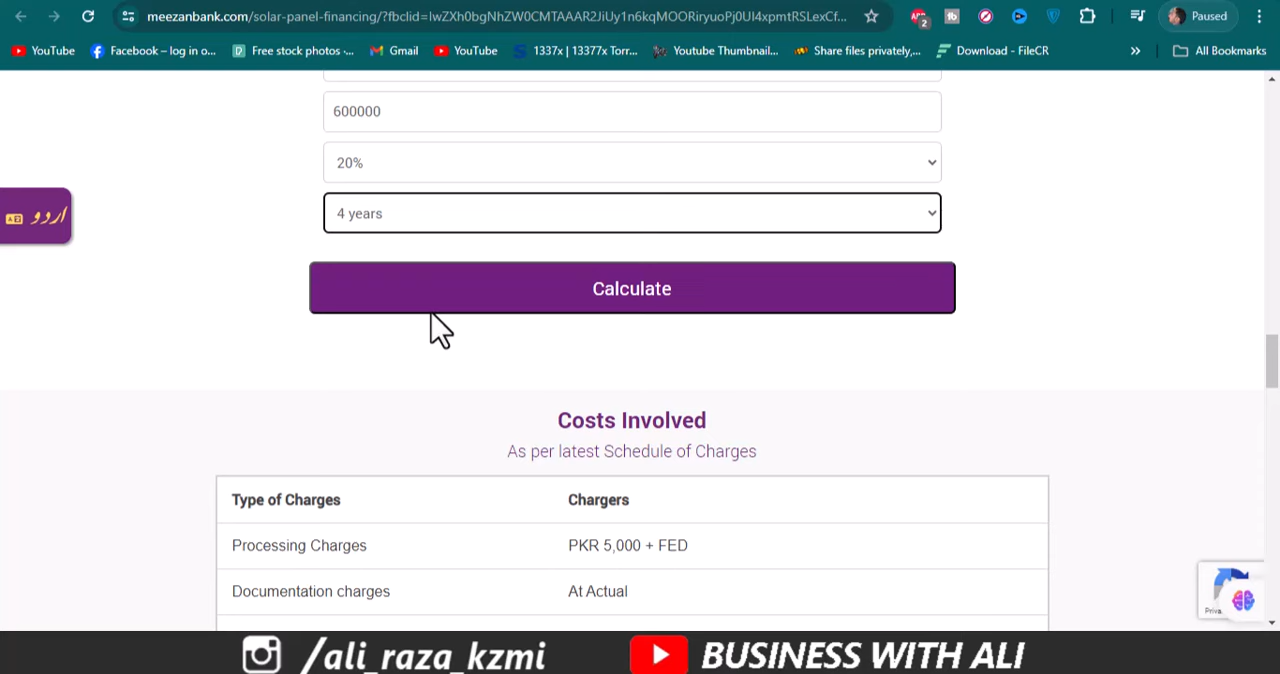 meezanbank.com/solar-panel-financing/?fbclid=IwZXh0bgNhZW0CMTAAAR2JiUy1n6kqMOORiryuoPj0UI4xpmtRSLexCf...
2
Paused
YouTube
Facebook – log in o...
Free stock photos -...
Gmail
YouTube
1337x | 13377x Torr...
Youtube Thumbnail...
Share files privately,...
Download - FileCR
»
All Bookmarks
600000
20%
4 years
اردو
Calculate
Costs Involved
As per latest Schedule of Charges
Type of Charges Chargers
Processing Charges PKR 5,000 + FED
Documentation charges At Actual
/ali_raza_kzmi BUSINESS WITH ALI